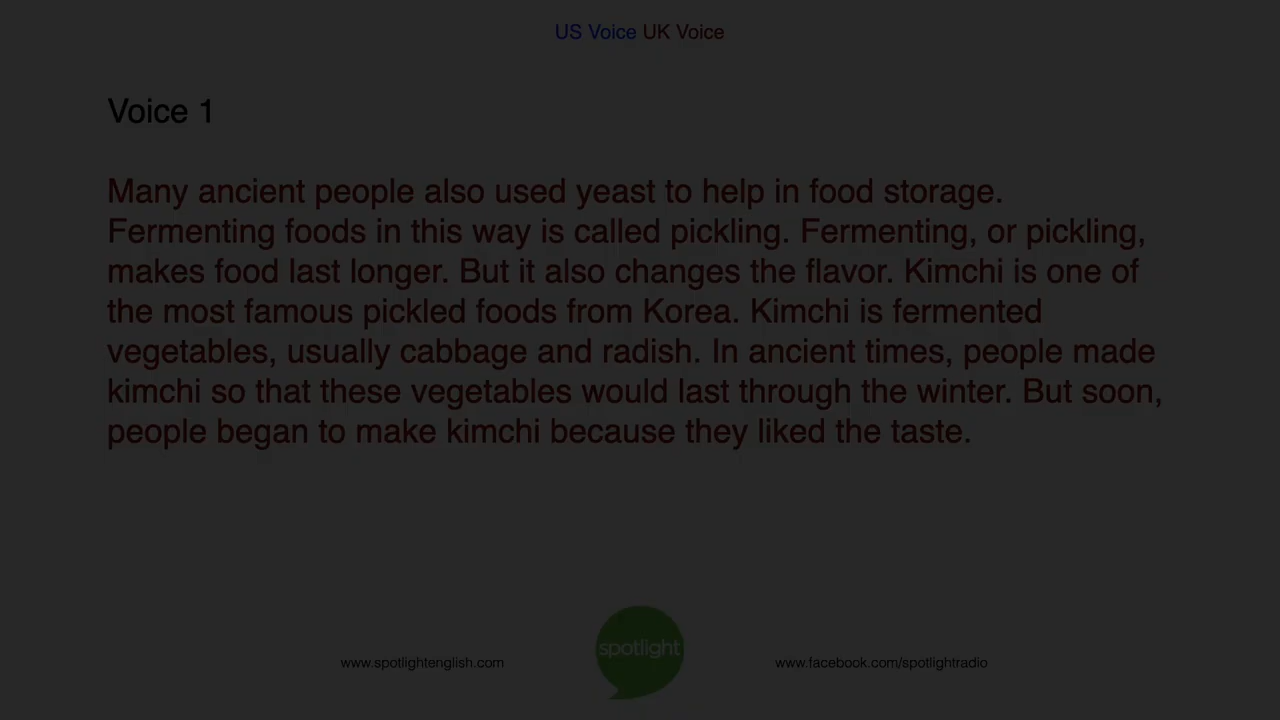 US Voice UK Voice
Voice 1
Many ancient people also used yeast to help in food storage.
Fermenting foods in this way is called pickling. Fermenting, or pickling,
makes food last longer. But it also changes the flavor. Kimchi is one of
the most famous pickled foods from Korea. Kimchi is fermented
vegetables, usually cabbage and radish. In ancient times, people made
kimchi so that these vegetables would last through the winter. But soon,
people began to make kimchi because they liked the taste.
spotlight
www.spotlightenglish.com
www.facebook.com/spotlightradio